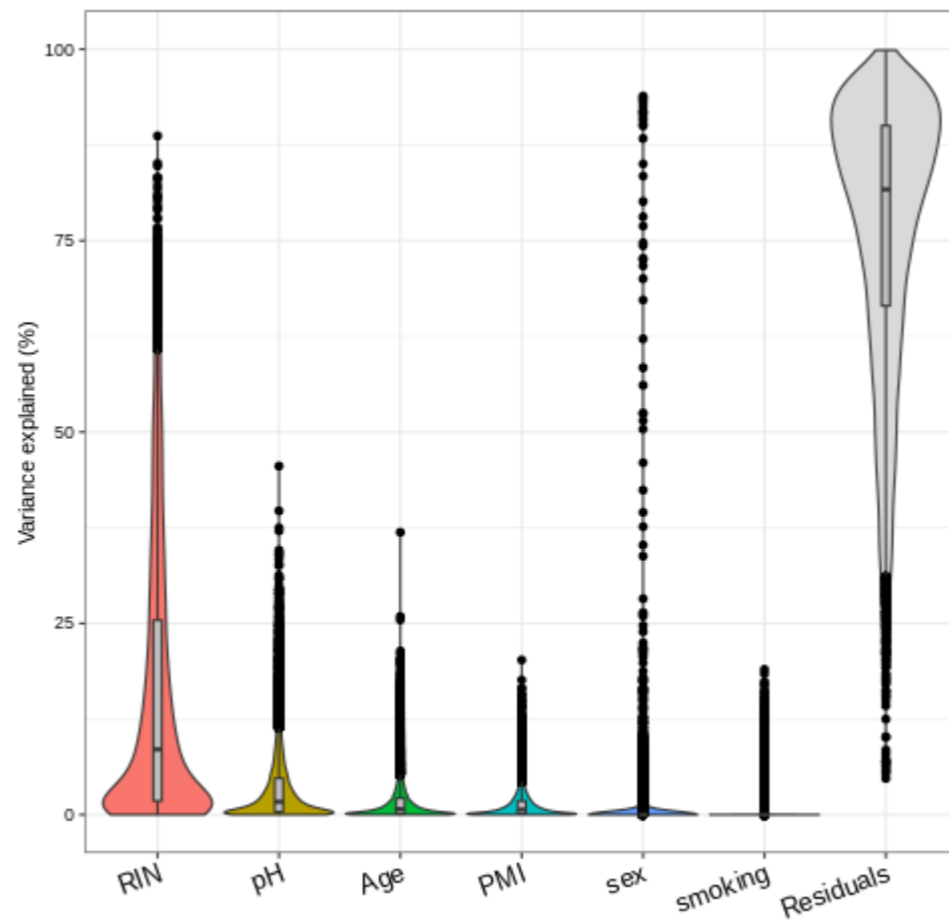 Variance explained (%)
100
75
50
25
0
RIN
pH
Age
PMI
sex
smoking
Residuals